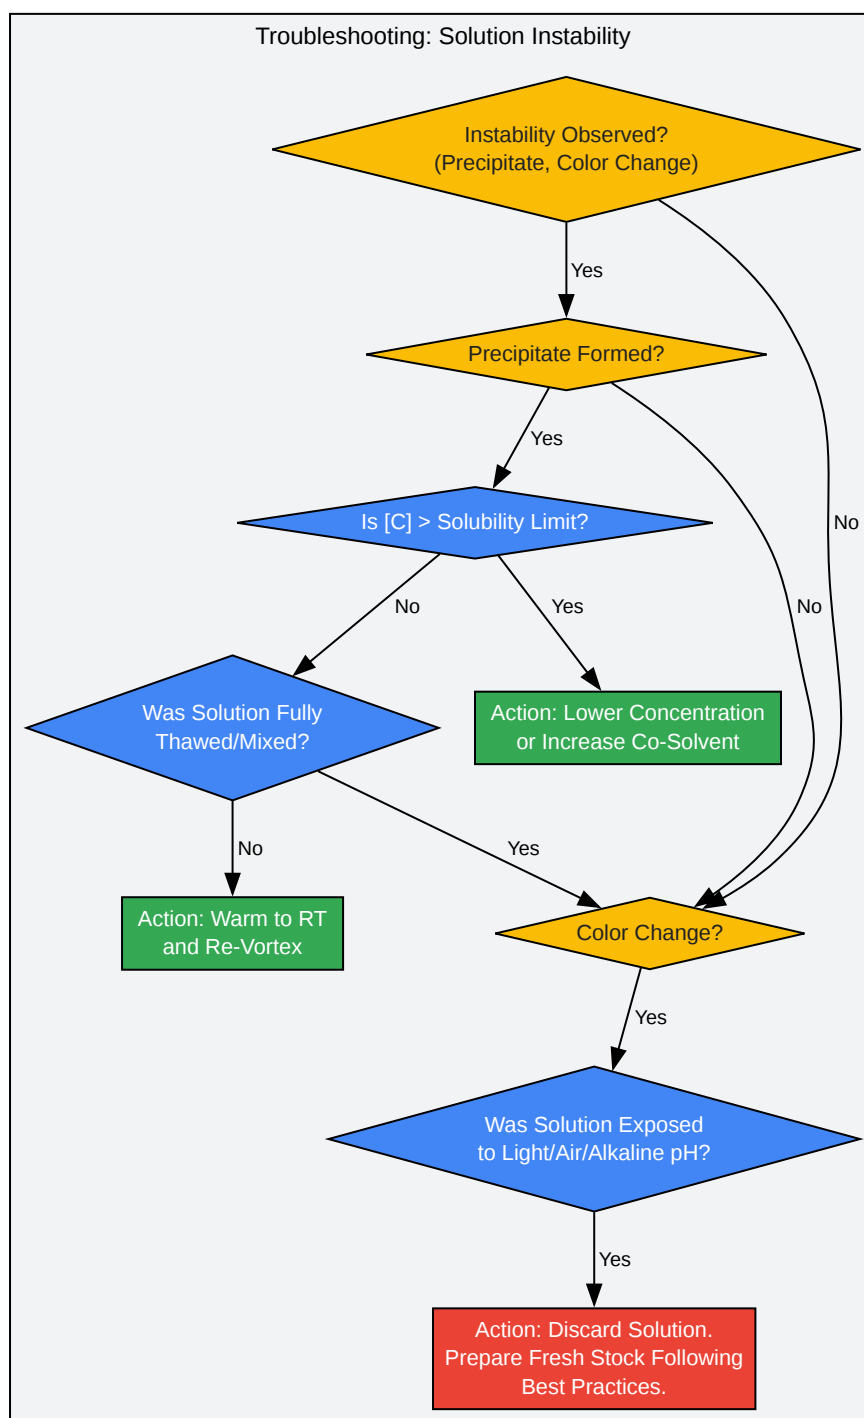 Troubleshooting: Solution Instability
Instability Observed?
(Precipitate, Color Change)
Yes
Precipitate Formed?
Yes
Is [C] > Solubility Limit?
No
No
No
Yes
Was Solution Fully
Thawed/Mixed?
Action: Lower Concentration
or Increase Co-Solvent
No
Yes
Action: Warm to RT
and Re-Vortex
Color Change?
Yes
Was Solution Exposed
to Light/Air/Alkaline pH?
Yes
Action: Discard Solution.
Prepare Fresh Stock Following
Best Practices.